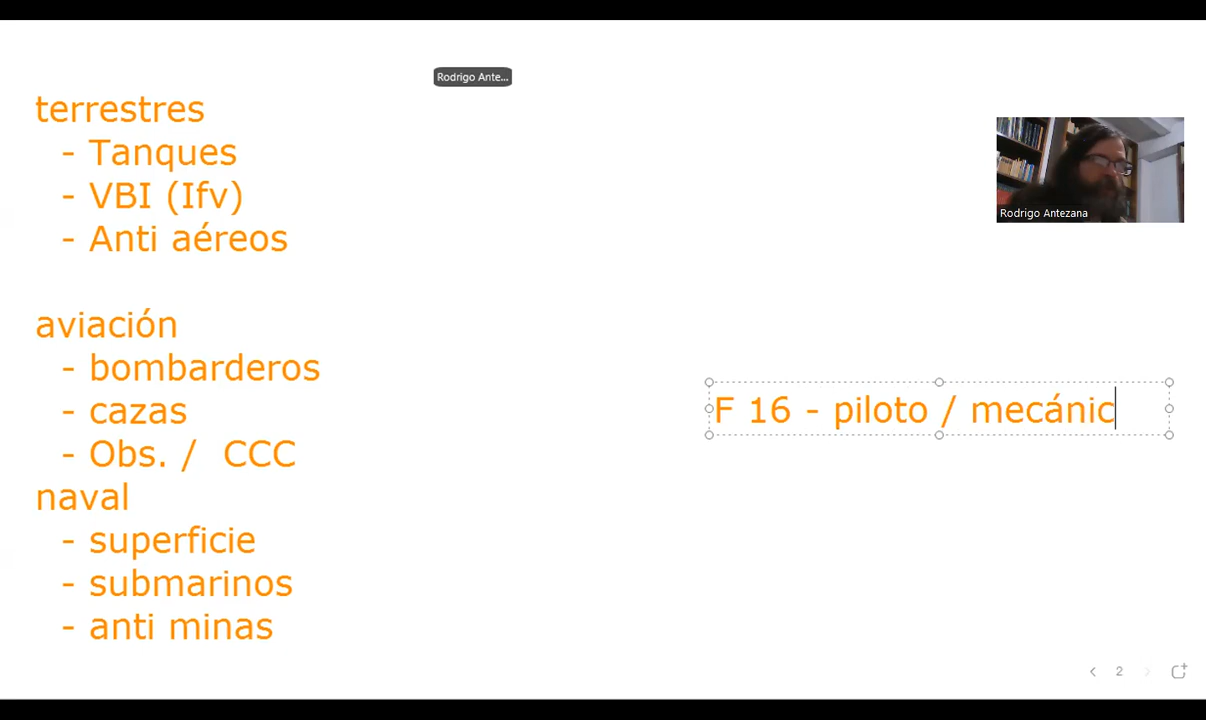 Rodrigo Ante...
terrestres
- Tanques
- VBI (Ifv)
- Anti aéreos
aviación
- bombarderos
- cazas
- Obs. /  CCC
naval
- superficie
- submarinos
- anti minas
Rodrigo Antezana
F 16 - piloto / mecánic
2